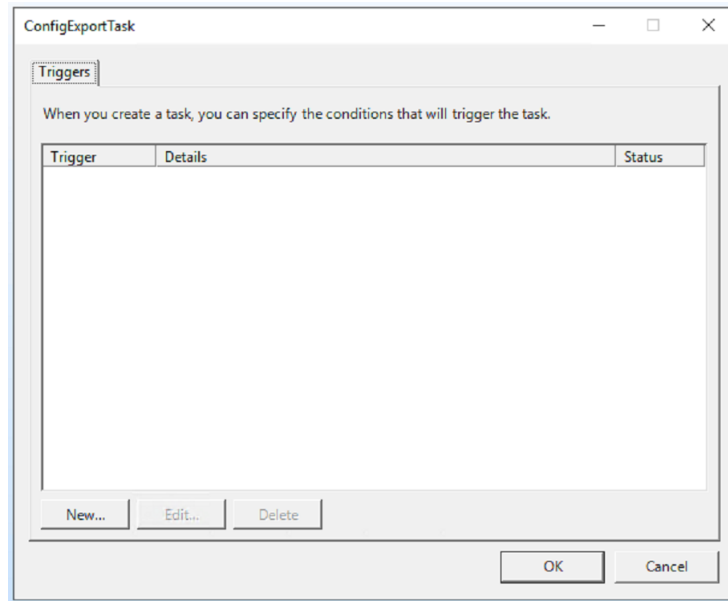 ConfigExportTask
Triggers
When you create a task, you can specify the conditions that will trigger the task.
Trigger Details Status
New... Edit... Delete
OK Cancel